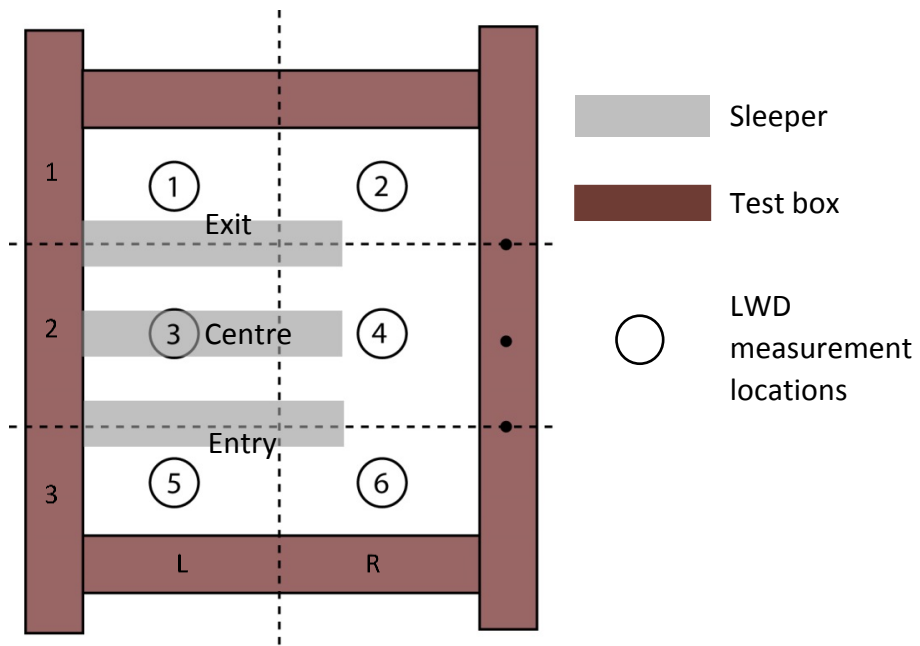 1
1
2
Exit
2
3
Centre
4
Entry
3
5
6
L
R
Sleeper
Test box
LWD
measurement
locations